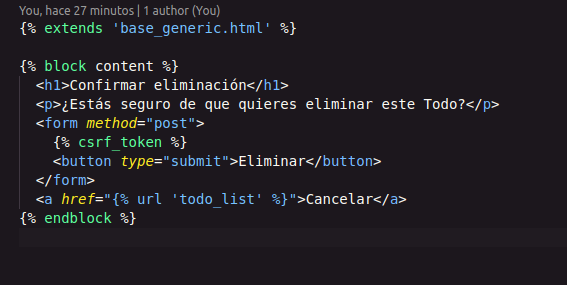 You, hace 27 minutos | 1 author (You)
{% extends 'base_generic.html' %}
{% block content %}
<h1>Confirmar eliminación</h1>
<p>¿Estás seguro de que quieres eliminar este Todo?</p>
<form method="post">
{% csrf_token %}
<button type="submit">Eliminar</button>
</form>
<a href="{% url 'todo_list' %}">Cancelar</a>
{% endblock %}